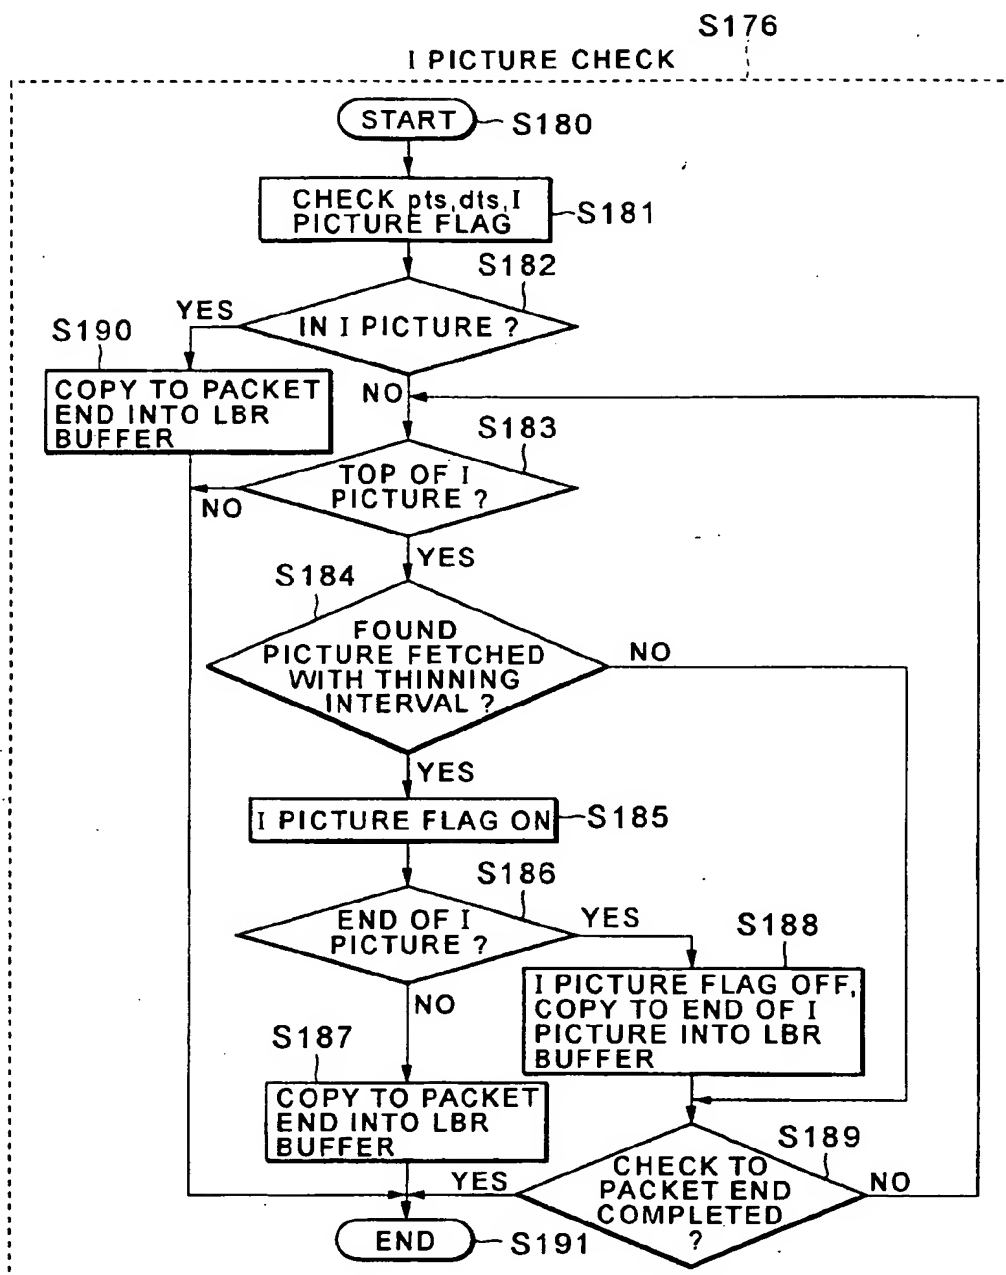 S176
I PICTURE CHECK
START
S180
CHECK pts,dts,I
PICTURE FLAG
S181
S182
IN I PICTURE ?
YES
NO
S190
COPY TO PACKET
END INTO LBR
BUFFER
S183
TOP OF I
PICTURE ?
NO
YES
S184
FOUND
PICTURE FETCHED
WITH THINNING
INTERVAL ?
NO
YES
I PICTURE FLAG ON
S185
S186
END OF I
PICTURE ?
YES
NO
S188
I PICTURE FLAG OFF,
COPY TO END OF I
PICTURE INTO LBR
BUFFER
S187
COPY TO PACKET
END INTO LBR
BUFFER
S189
CHECK TO
PACKET END
COMPLETED
?
YES
NO
END
S191